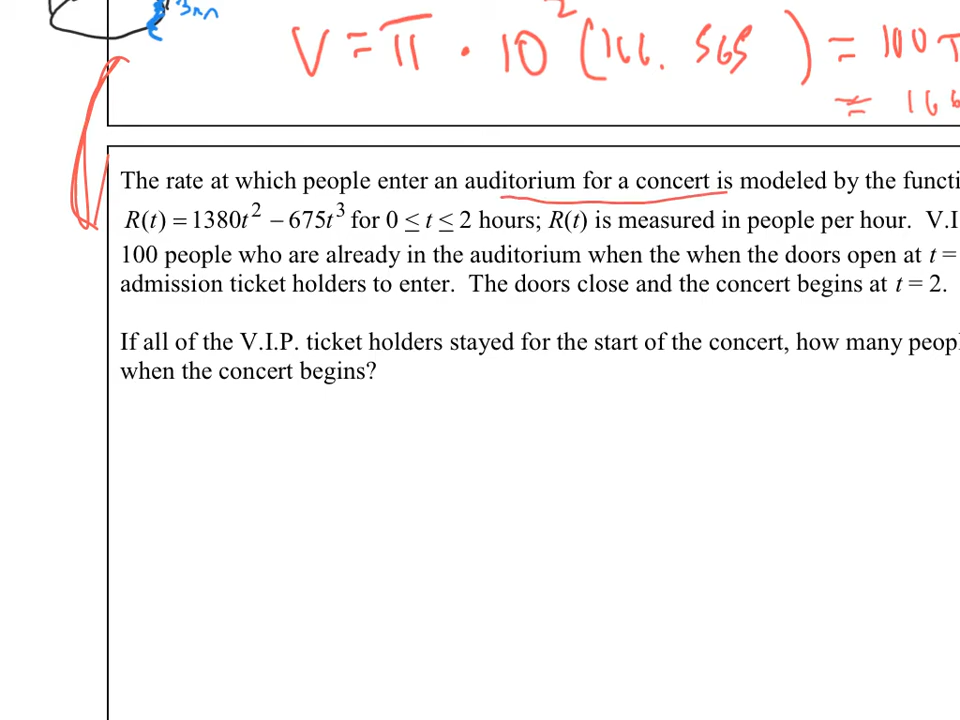 3mm
V = π · 10² (166.565) = 100π
≈ 166
The rate at which people enter an auditorium for a concert is modeled by the functi
R(t) = 1380t² − 675t³ for 0 ≤ t ≤ 2 hours; R(t) is measured in people per hour. V.I
100 people who are already in the auditorium when the when the doors open at t =
admission ticket holders to enter. The doors close and the concert begins at t = 2.
If all of the V.I.P. ticket holders stayed for the start of the concert, how many peop
when the concert begins?